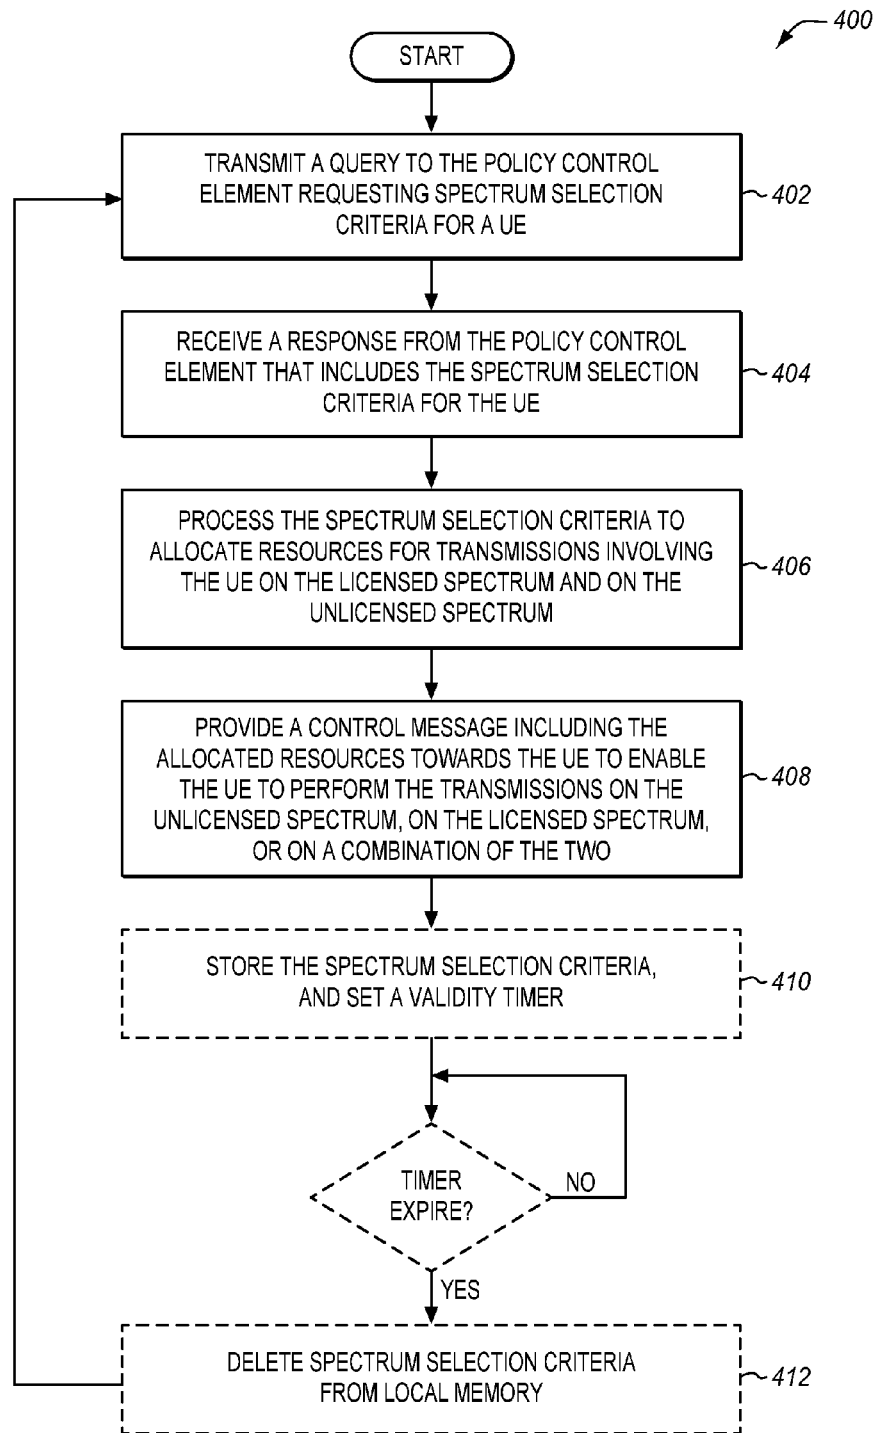 400
START
TRANSMIT A QUERY TO THE POLICY CONTROL
ELEMENT REQUESTING SPECTRUM SELECTION
CRITERIA FOR A UE
402
RECEIVE A RESPONSE FROM THE POLICY CONTROL
ELEMENT THAT INCLUDES THE SPECTRUM SELECTION
CRITERIA FOR THE UE
404
PROCESS THE SPECTRUM SELECTION CRITERIA TO
ALLOCATE RESOURCES FOR TRANSMISSIONS INVOLVING
THE UE ON THE LICENSED SPECTRUM AND ON THE
UNLICENSED SPECTRUM
406
PROVIDE A CONTROL MESSAGE INCLUDING THE
ALLOCATED RESOURCES TOWARDS THE UE TO ENABLE
THE UE TO PERFORM THE TRANSMISSIONS ON THE
UNLICENSED SPECTRUM, ON THE LICENSED SPECTRUM,
OR ON A COMBINATION OF THE TWO
408
STORE THE SPECTRUM SELECTION CRITERIA,
AND SET A VALIDITY TIMER
410
TIMER
EXPIRE?
NO
YES
DELETE SPECTRUM SELECTION CRITERIA
FROM LOCAL MEMORY
412